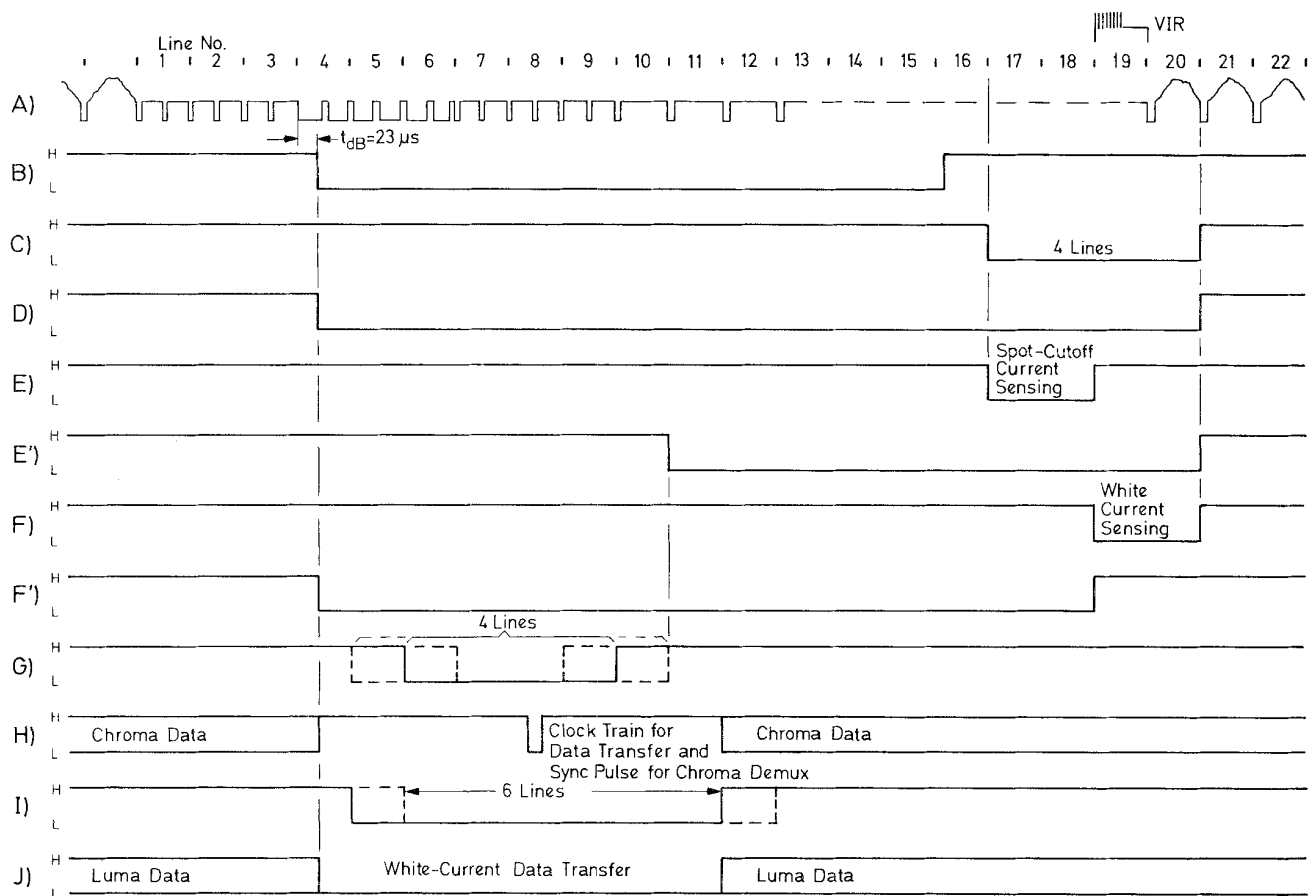 VIR
Line No.
1 2 3 4 5 6 7 8 9 10 11 12 13 14 15 16 17 18 19 20 21 22
A)
t_dB=23 µs
B) H
L
C) H
L
4 Lines
D) H
L
E) H
L
Spot-Cutoff
Current
Sensing
E') H
L
F) H
L
White
Current
Sensing
F') H
L
4 Lines
G) H
L
H) H
L
Chroma Data
Clock Train for
Data Transfer and
Sync Pulse for Chroma Demux
Chroma Data
I) H
L
6 Lines
J) H
L
Luma Data
White-Current Data Transfer
Luma Data